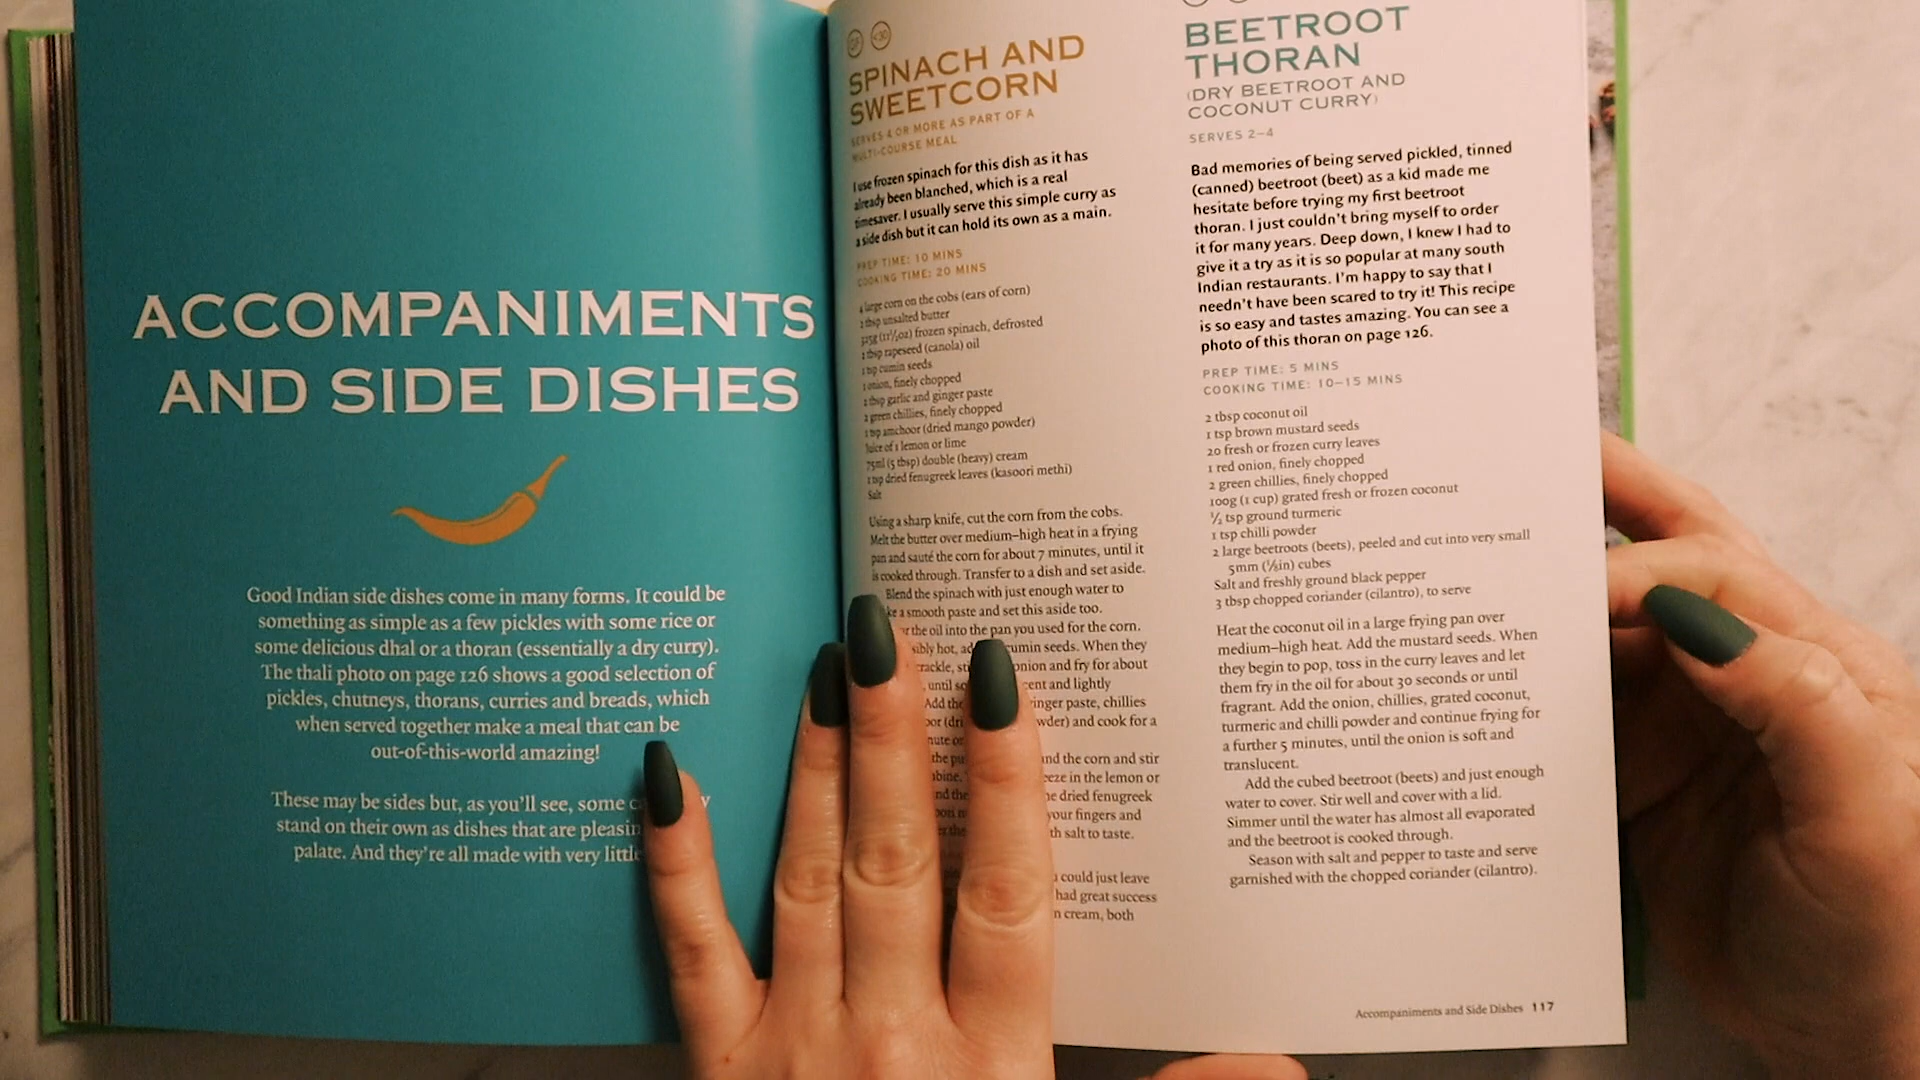 ACCOMPANIMENTS
AND SIDE DISHES
Good Indian side dishes come in many forms. It could be
something as simple as a few pickles with some rice or
some delicious dhal or a thoran (essentially a dry curry).
The thali photo on page 126 shows a good selection of
pickles, chutneys, thorans, curries and breads, which
when served together make a meal that can be
out-of-this-world amazing!
These may be sides but, as you'll see, some
stand on their own as dishes that are
palate. And they're all made with very little
GF <30
SPINACH AND
SWEETCORN
SERVES 4 OR MORE AS PART OF A
MULTI-COURSE MEAL
I use frozen spinach for this dish as it has
already been blanched, which is a real
timesaver. I usually serve this simple curry as
a side dish but it can hold its own as a main.
PREP TIME: 10 MINS
COOKING TIME: 20 MINS
4 large corn on the cobs (ears of corn)
tbsp unsalted butter
325g (11½oz) frozen spinach, defrosted
tbsp rapeseed (canola) oil
1 tsp cumin seeds
1 onion, finely chopped
2 tbsp garlic and ginger paste
2 green chillies, finely chopped
1 tsp amchoor (dried mango powder)
Juice of 1 lemon or lime
75ml (5 tbsp) double (heavy) cream
1 tsp dried fenugreek leaves (kasoori methi)
Salt
Using a sharp knife, cut the corn from the cobs.
Melt the butter over medium–high heat in a frying
pan and sauté the corn for about 7 minutes, until it
is cooked through. Transfer to a dish and set aside.
Blend the spinach with just enough water to
a smooth paste and set this aside too.
the oil into the pan you used for the corn.
hot, cumin seeds. When they
crackle, onion and fry for about
until and lightly
Add the ginger paste, chillies
and cook for a
the and the corn and stir
in the lemon or
the dried fenugreek
your fingers and
salt to taste.
could just leave
had great success
cream, both
BEETROOT
THORAN
(DRY BEETROOT AND
COCONUT CURRY)
SERVES 2–4
Bad memories of being served pickled, tinned
(canned) beetroot (beet) as a kid made me
hesitate before trying my first beetroot
thoran. I just couldn't bring myself to order
it for many years. Deep down, I knew I had to
give it a try as it is so popular at many south
Indian restaurants. I'm happy to say that I
needn't have been scared to try it! This recipe
is so easy and tastes amazing. You can see a
photo of this thoran on page 126.
PREP TIME: 5 MINS
COOKING TIME: 10–15 MINS
2 tbsp coconut oil
1 tsp brown mustard seeds
20 fresh or frozen curry leaves
1 red onion, finely chopped
2 green chillies, finely chopped
100g (1 cup) grated fresh or frozen coconut
½ tsp ground turmeric
1 tsp chilli powder
2 large beetroots (beets), peeled and cut into very small
5mm (⅛in) cubes
Salt and freshly ground black pepper
3 tbsp chopped coriander (cilantro), to serve
Heat the coconut oil in a large frying pan over
medium–high heat. Add the mustard seeds. When
they begin to pop, toss in the curry leaves and let
them fry in the oil for about 30 seconds or until
fragrant. Add the onion, chillies, grated coconut,
turmeric and chilli powder and continue frying for
a further 5 minutes, until the onion is soft and
translucent.
Add the cubed beetroot (beets) and just enough
water to cover. Stir well and cover with a lid.
Simmer until the water has almost all evaporated
and the beetroot is cooked through.
Season with salt and pepper to taste and serve
garnished with the chopped coriander (cilantro).
Accompaniments and Side Dishes 117